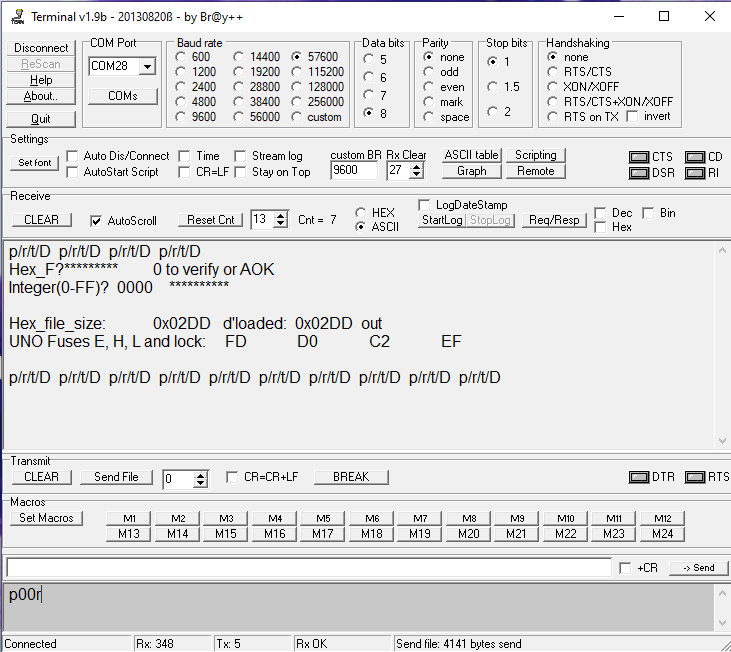 Terminal v1.9b - 20130820ß - by Br@y++
Disconnect
ReScan
Help
About..
Quit
COM Port
COM28
COMs
Baud rate
600 14400 57600
1200 19200 115200
2400 28800 128000
4800 38400 256000
9600 56000 custom
Data bits
5
6
7
8
Parity
none
odd
even
mark
space
Stop bits
1
1.5
2
Handshaking
none
RTS/CTS
XON/XOFF
RTS/CTS+XON/XOFF
RTS on TX invert
Settings
Set font
Auto Dis/Connect Time Stream log
AutoStart Script CR=LF Stay on Top
custom BR Rx Clear
9600 27
ASCII table Scripting
Graph Remote
CTS CD
DSR RI
Receive
CLEAR AutoScroll Reset Cnt 13 Cnt = 7
HEX
ASCII
LogDateStamp
StartLog StopLog Req/Resp
Dec Bin
Hex
p/r/t/D p/r/t/D p/r/t/D p/r/t/D
Hex_F?********* 0 to verify or AOK
Integer(0-FF)? 0000 **********
Hex_file_size: 0x02DD d'loaded: 0x02DD out
UNO Fuses E, H, L and lock: FD D0 C2 EF
p/r/t/D p/r/t/D p/r/t/D p/r/t/D p/r/t/D p/r/t/D p/r/t/D p/r/t/D p/r/t/D p/r/t/D
Transmit
CLEAR Send File 0 CR=CR+LF BREAK DTR RTS
Macros
Set Macros M1 M2 M3 M4 M5 M6 M7 M8 M9 M10 M11 M12
M13 M14 M15 M16 M17 M18 M19 M20 M21 M22 M23 M24
+CR -> Send
p00r
Connected Rx: 348 Tx: 5 Rx OK Send file: 4141 bytes send